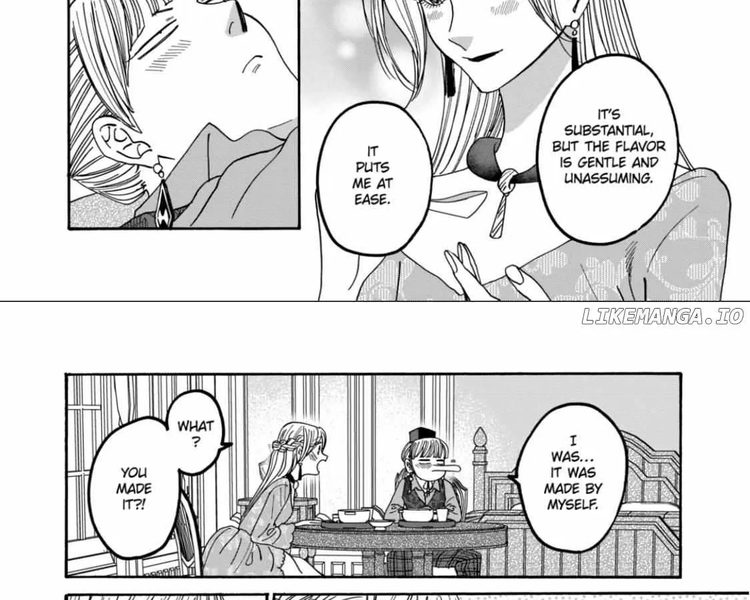 IT'S
SUBSTANTIAL,
BUT THE FLAVOR
IS GENTLE AND
UNASSUMING.
IT
PUTS
ME AT
EASE.
LIKEMANGA.IO
I
WAS...
IT WAS
MADE BY
MYSELF.
WHAT
?
YOU
MADE
IT?!